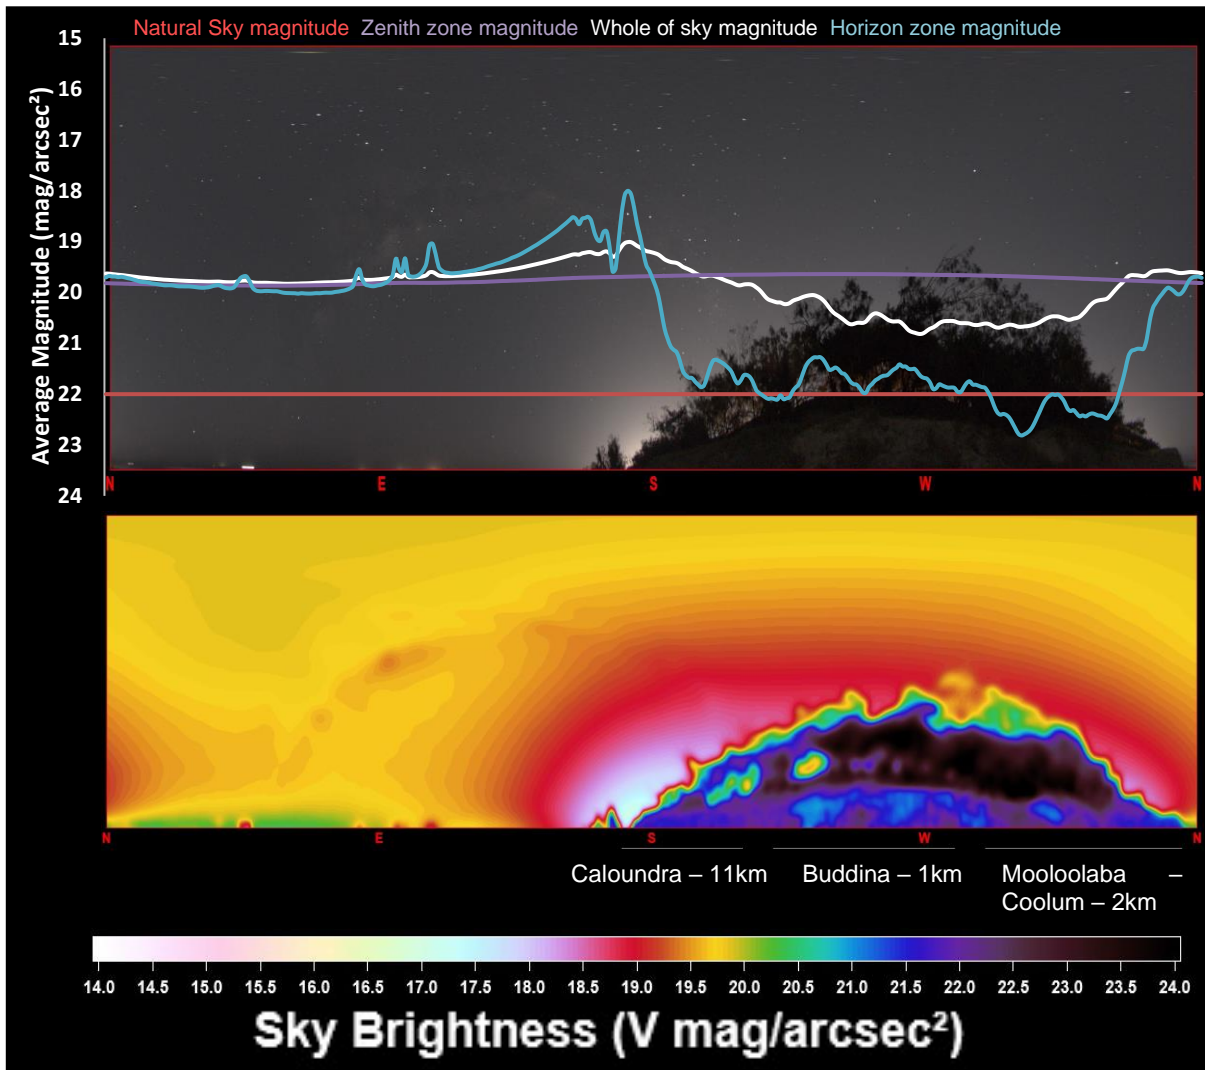 Natural Sky magnitude Zenith zone magnitude Whole of sky magnitude Horizon zone magnitude
Average Magnitude (mag/arcsec²)
15
16
17
18
19
20
21
22
23
24
N E S W N
N E S W N
Caloundra – 11km Buddina – 1km Mooloolaba –
Coolum – 2km
14.0 14.5 15.0 15.5 16.0 16.5 17.0 17.5 18.0 18.5 19.0 19.5 20.0 20.5 21.0 21.5 22.0 22.5 23.0 23.5 24.0
Sky Brightness (V mag/arcsec²)